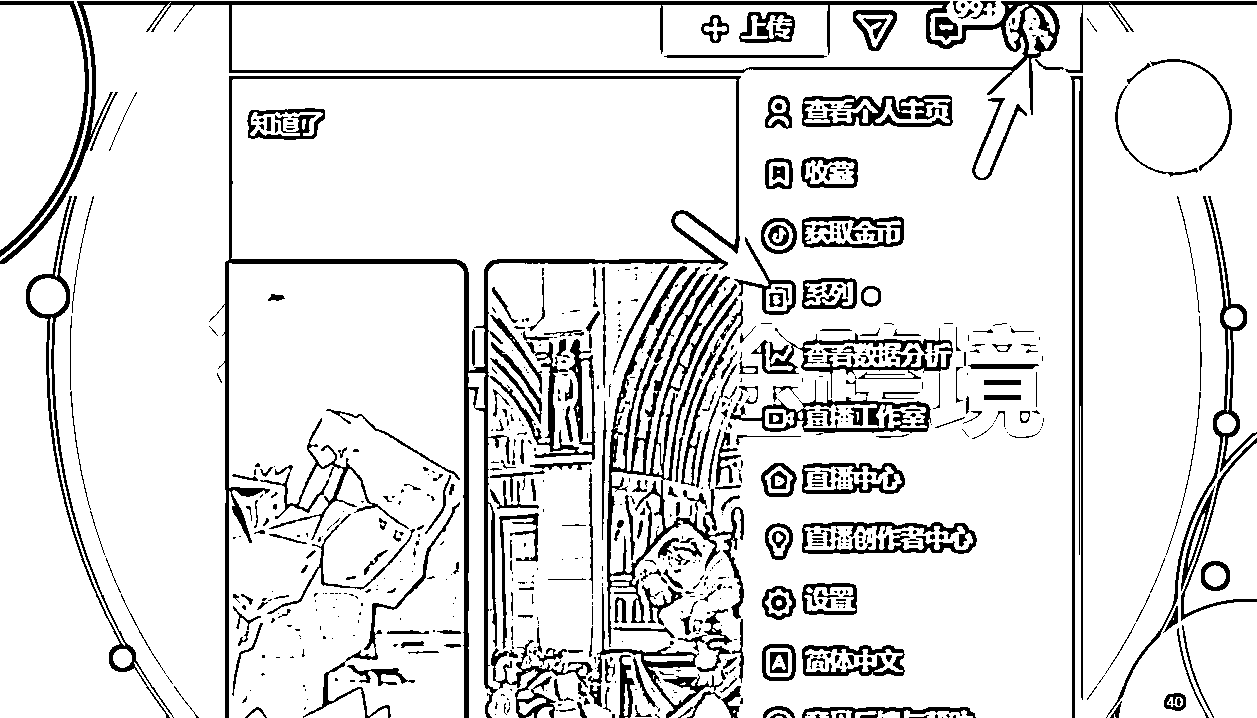 + 上传
99+
知道了
查看个人主页
收藏
获取金币
系列
查看数据分析
直播工作室
直播中心
直播创作者中心
设置
A 简体中文
跨境
40